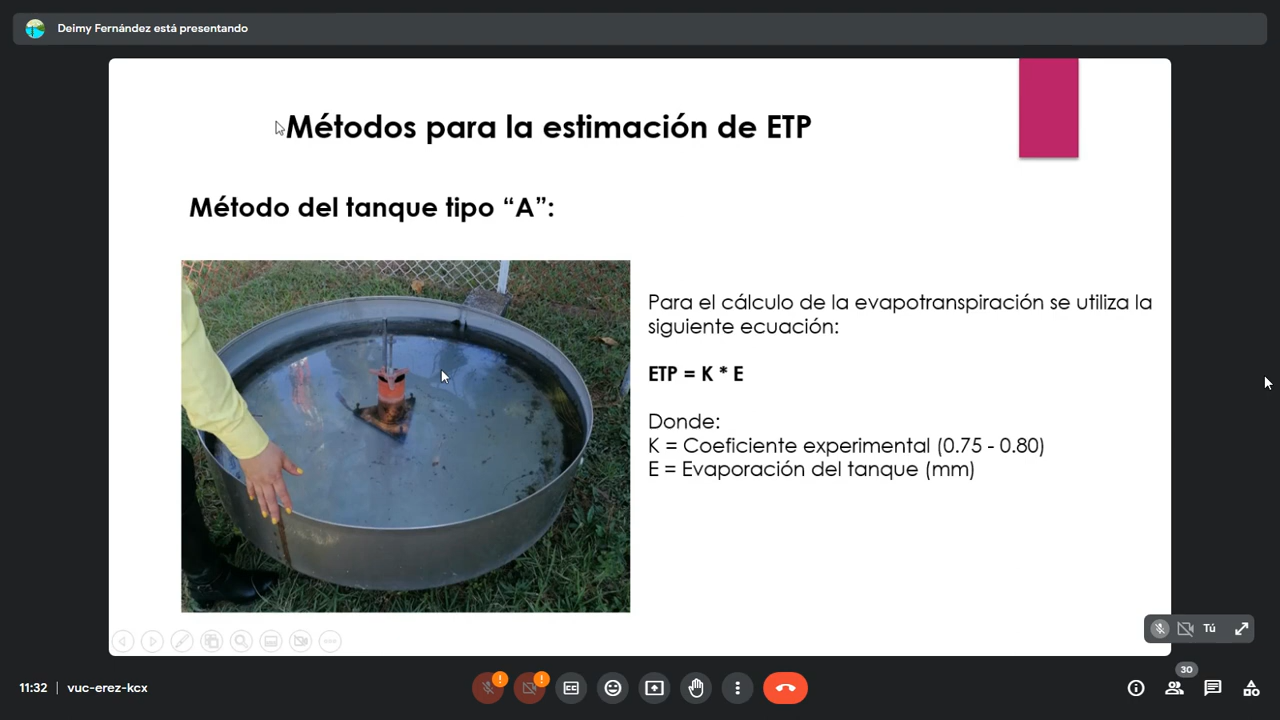 Deimy Fernández está presentando
Métodos para la estimación de ETP
Método del tanque tipo “A”:
Para el cálculo de la evapotranspiración se utiliza la
siguiente ecuación:
ETP = K * E
Donde:
K = Coeficiente experimental (0.75 - 0.80)
E = Evaporación del tanque (mm)
Tú
11:32 | vuc-erez-kcx
30